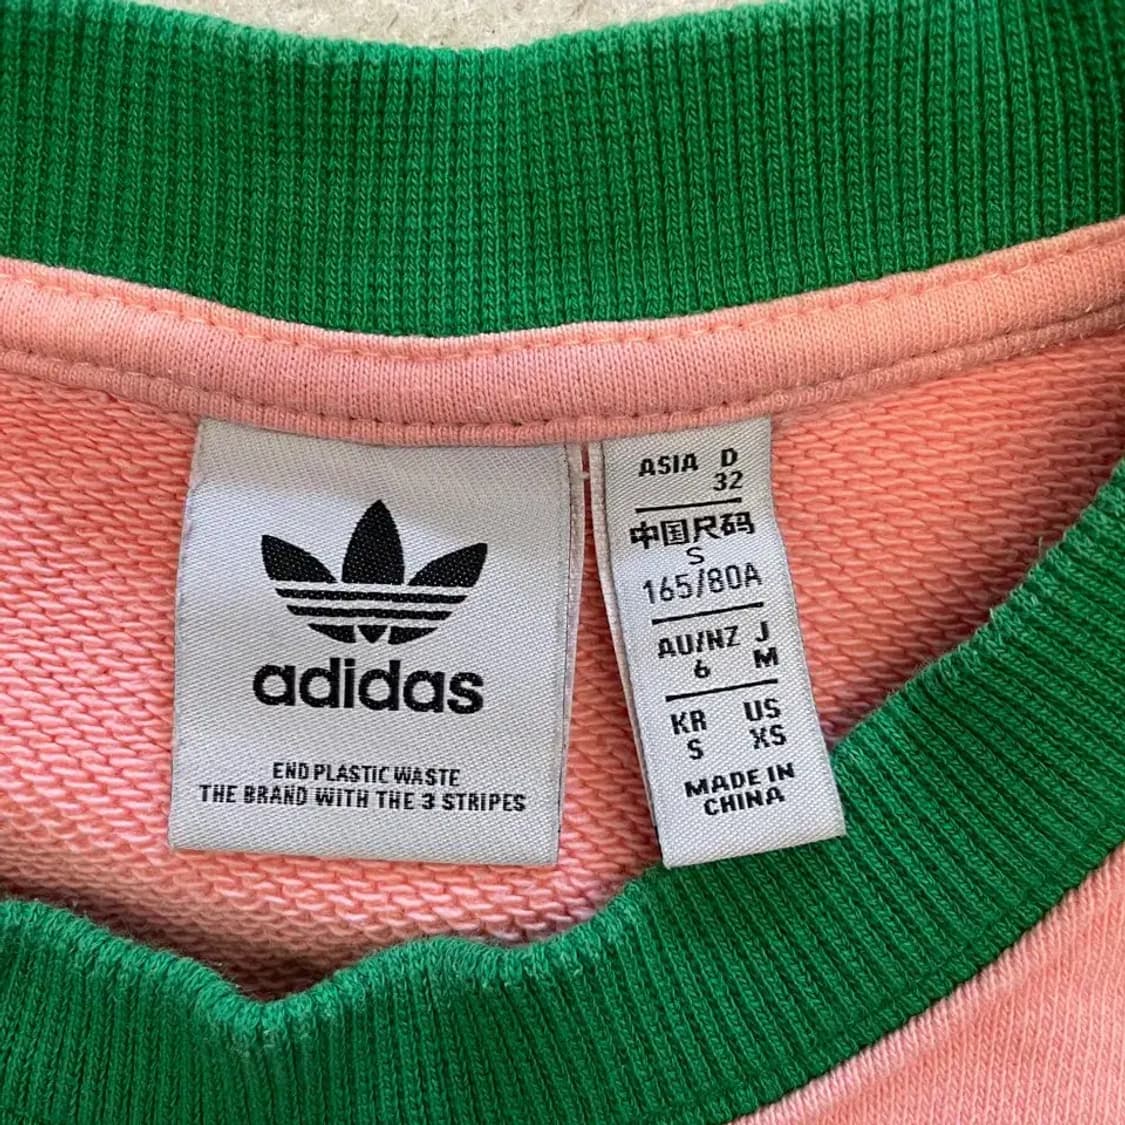 adidas
END PLASTIC WASTE
THE BRAND WITH THE 3 STRIPES
ASIA D
32
中国尺码
S
165/80A
AU/NZ J
6 M
KR US
S XS
MADE IN
CHINA